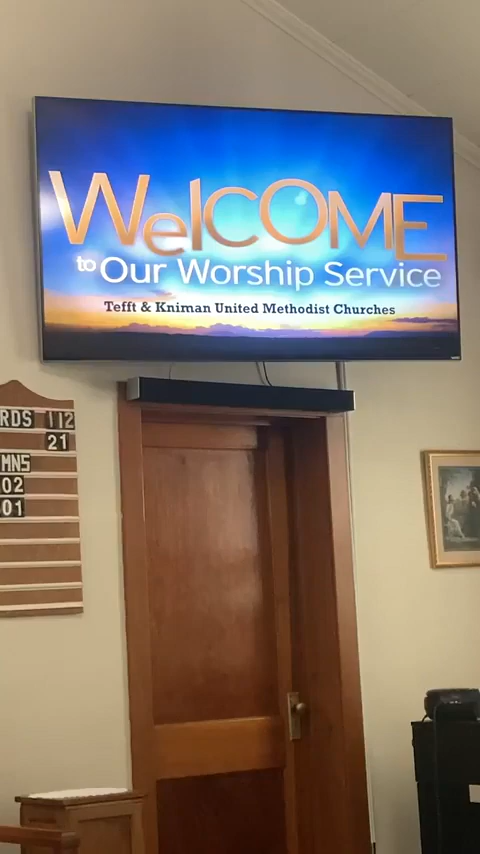 WelCOME
to Our Worship Service
Tefft & Kniman United Methodist Churches
RDS 112
21
MNS
02
01